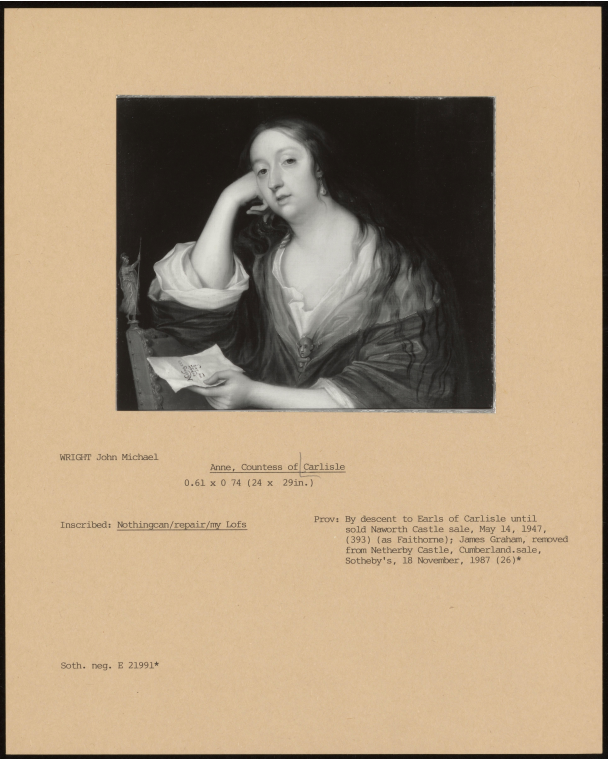 WRIGHT John Michael
Anne, Countess of Carlisle
0.61 x 0 74 (24 x 29in.)
Inscribed: Nothingcan/repair/my Lofs
Prov: By descent to Earls of Carlisle until
sold Naworth Castle sale, May 14, 1947,
(393) (as Faithorne); James Graham, removed
from Netherby Castle, Cumberland.sale,
Sotheby's, 18 November, 1987 (26)*
Soth. neg. E 21991*